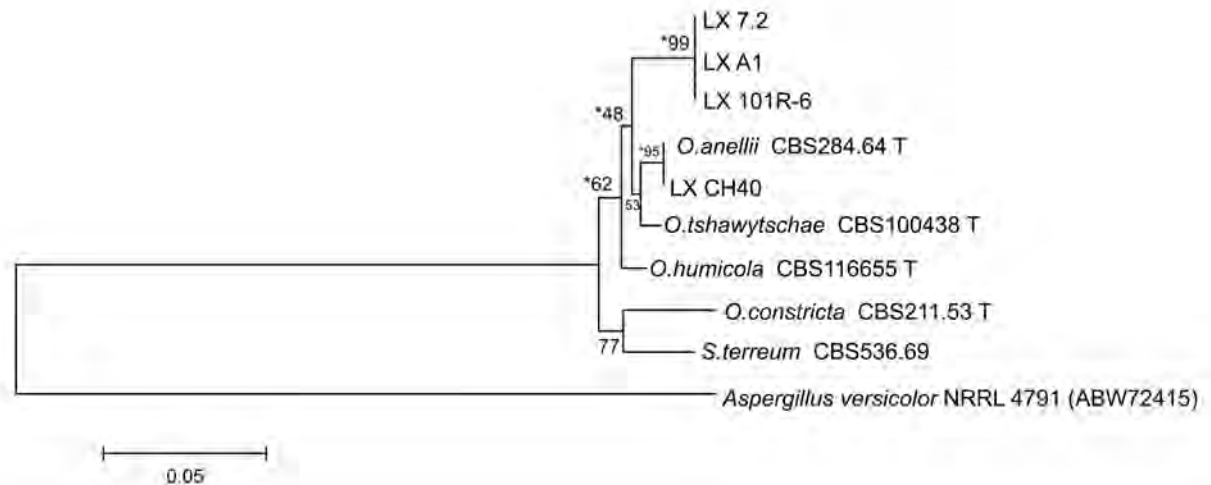 LX 7.2
*99
LX A1
LX 101R-6
*48
*95
O.anellii CBS284.64 T
LX CH40
*62
53
O.tshawytschae CBS100438 T
O.humicola CBS116655 T
O.constricta CBS211.53 T
77
S.terreum CBS536.69
Aspergillus versicolor NRRL 4791 (ABW72415)
0.05